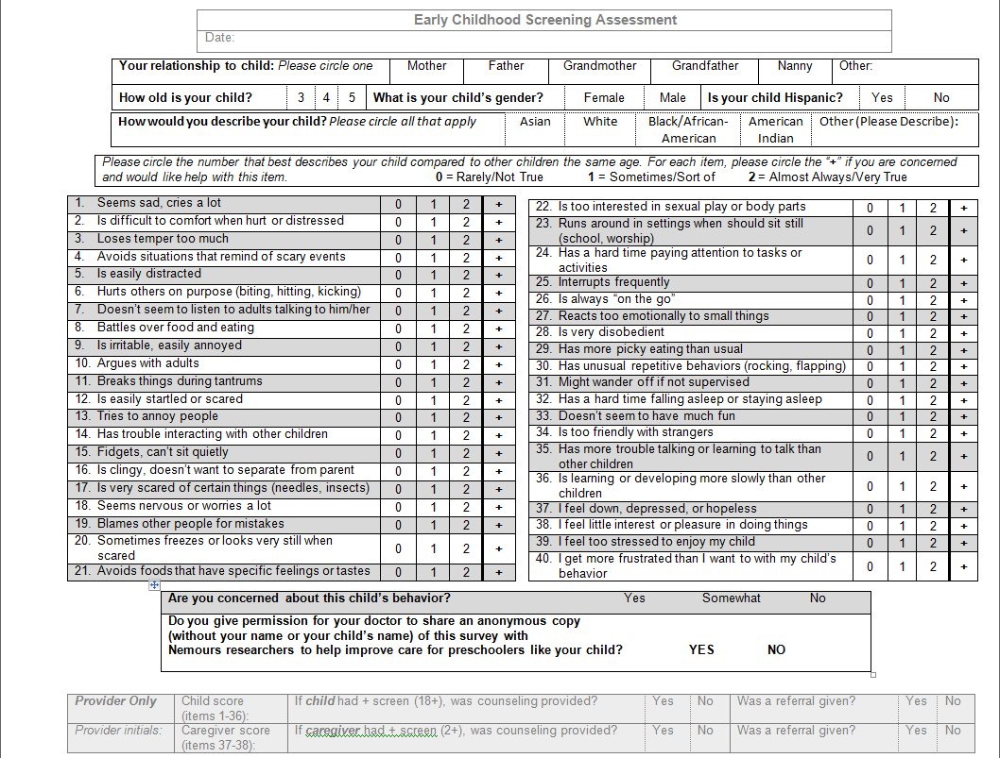 Early Childhood Screening Assessment
Date:
Your relationship to child: Please circle one Mother Father Grandmother Grandfather Nanny Other:
How old is your child? 3 4 5 What is your child's gender? Female Male Is your child Hispanic? Yes No
How would you describe your child? Please circle all that apply Asian White Black/African- American Other (Please Describe):
American Indian
Please circle the number that best describes your child compared to other children the same age. For each item, please circle the "+" if you are concerned
and would like help with this item. 0 = Rarely/Not True 1 = Sometimes/Sort of 2 = Almost Always/Very True
1. Seems sad, cries a lot 0 1 2 +
2. Is difficult to comfort when hurt or distressed 0 1 2 +
3. Loses temper too much 0 1 2 +
4. Avoids situations that remind of scary events 0 1 2 +
5. Is easily distracted 0 1 2 +
6. Hurts others on purpose (biting, hitting, kicking) 0 1 2 +
7. Doesn't seem to listen to adults talking to him/her 0 1 2 +
8. Battles over food and eating 0 1 2 +
9. Is irritable, easily annoyed 0 1 2 +
10. Argues with adults 0 1 2 +
11. Breaks things during tantrums 0 1 2 +
12. Is easily startled or scared 0 1 2 +
13. Tries to annoy people 0 1 2 +
14. Has trouble interacting with other children 0 1 2 +
15. Fidgets, can't sit quietly 0 1 2 +
16. Is clingy, doesn't want to separate from parent 0 1 2 +
17. Is very scared of certain things (needles, insects) 0 1 2 +
18. Seems nervous or worries a lot 0 1 2 +
19. Blames other people for mistakes 0 1 2 +
20. Sometimes freezes or looks very still when
scared 0 1 2 +
21. Avoids foods that have specific feelings or tastes 0 1 2 +
22. Is too interested in sexual play or body parts 0 1 2 +
23. Runs around in settings when should sit still
(school, worship) 0 1 2 +
24. Has a hard time paying attention to tasks or
activities 0 1 2 +
25. Interrupts frequently 0 1 2 +
26. Is always "on the go" 0 1 2 +
27. Reacts too emotionally to small things 0 1 2 +
28. Is very disobedient 0 1 2 +
29. Has more picky eating than usual 0 1 2 +
30. Has unusual repetitive behaviors (rocking, flapping) 0 1 2 +
31. Might wander off if not supervised 0 1 2 +
32. Has a hard time falling asleep or staying asleep 0 1 2 +
33. Doesn't seem to have much fun 0 1 2 +
34. Is too friendly with strangers 0 1 2 +
35. Has more trouble talking or learning to talk than
other children 0 1 2 +
36. Is learning or developing more slowly than other
children 0 1 2 +
37. I feel down, depressed, or hopeless 0 1 2 +
38. I feel little interest or pleasure in doing things 0 1 2 +
39. I feel too stressed to enjoy my child 0 1 2 +
40. I get more frustrated than I want to with my child's
behavior 0 1 2 +
Are you concerned about this child's behavior? Yes Somewhat No
Do you give permission for your doctor to share an anonymous copy
(without your name or your child's name) of this survey with
Nemours researchers to help improve care for preschoolers like your child? YES NO
Provider Only Child score If child had + screen (18+), was counseling provided? Yes No Was a referral given? Yes No
(items 1-36):
Provider initials: Caregiver score If caregiver had + screen (2+), was counseling provided? Yes No Was a referral given? Yes No
(items 37-38):